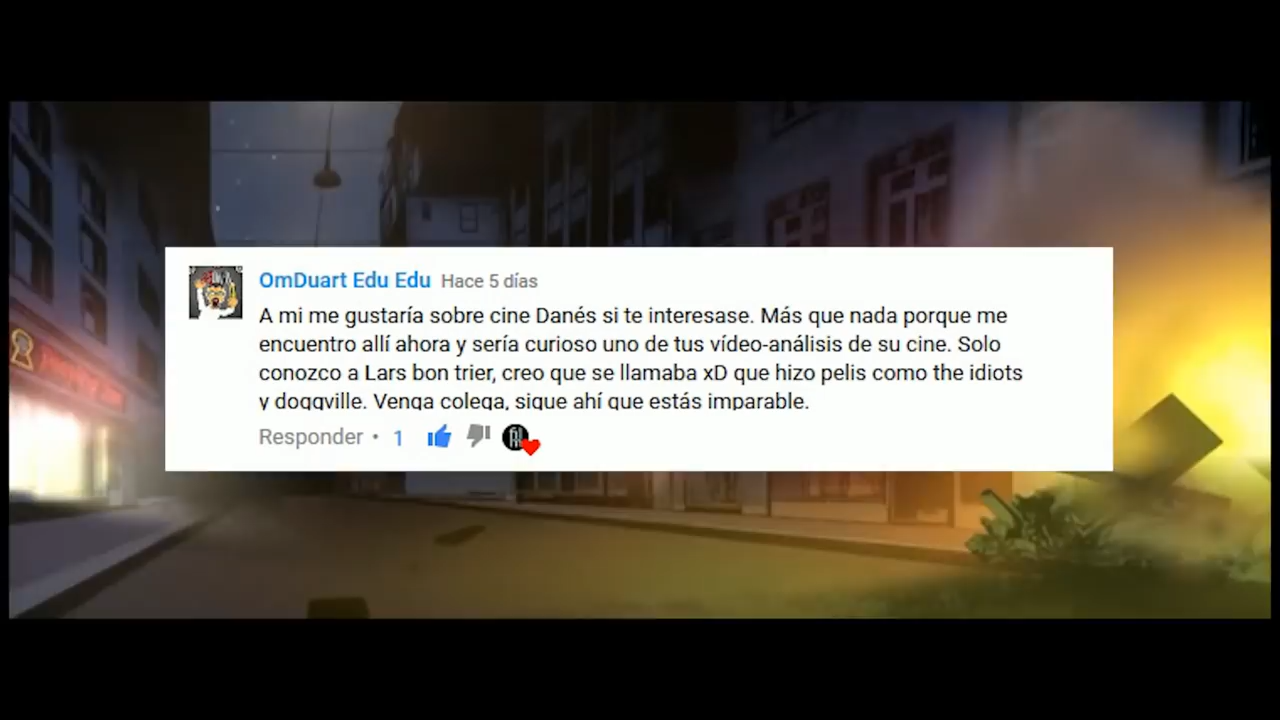 OmDuart Edu Edu Hace 5 días
A mi me gustaría sobre cine Danés si te interesase. Más que nada porque me
encuentro allí ahora y sería curioso uno de tus vídeo-análisis de su cine. Solo
conozco a Lars bon trier, creo que se llamaba xD que hizo pelis como the idiots
y doggville. Venga colega, sigue ahí que estás imparable.
Responder • 1